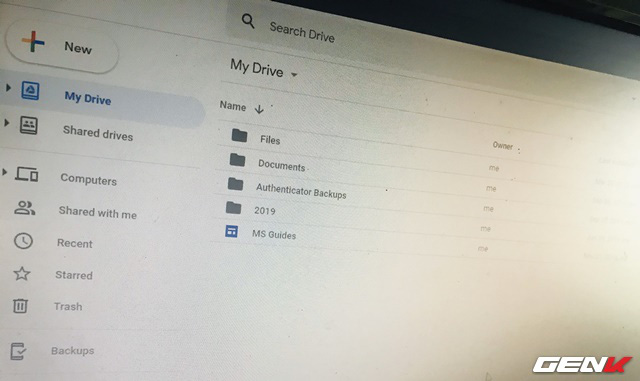 Search Drive
New
My Drive
My Drive
Name
Owner
Shared drives
Files
me
Documents
me
Computers
Authenticator Backups
me
Shared with me
2019
me
Recent
MS Guides
me
Starred
Trash
Backups
GENK